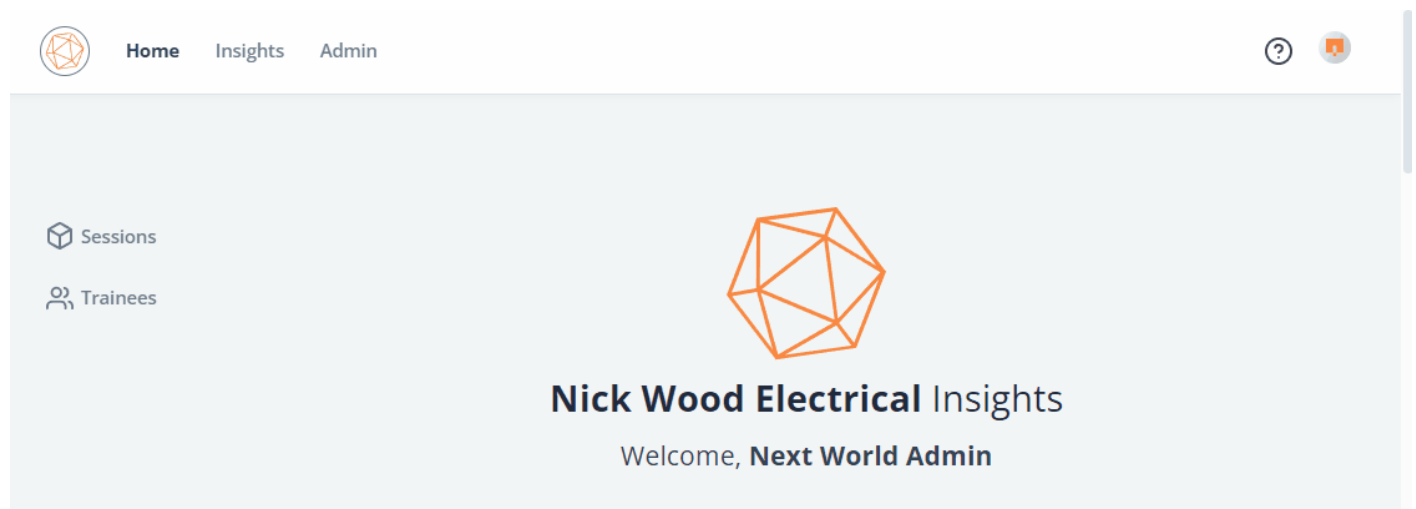 Home Insights Admin
Sessions
Trainees
Nick Wood Electrical Insights
Welcome, Next World Admin